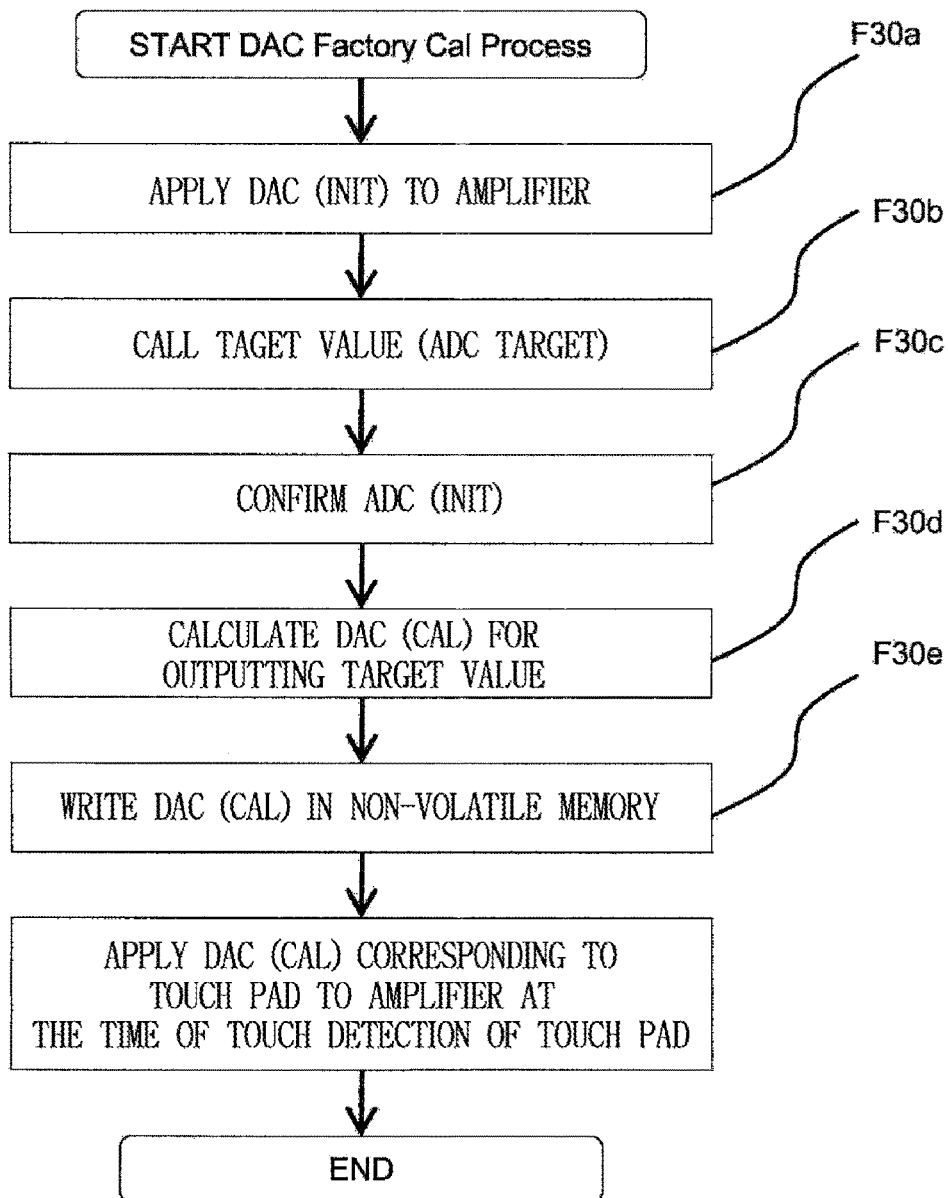 START DAC Factory Cal Process
F30a
APPLY DAC (INIT) TO AMPLIFIER
F30b
CALL TAGET VALUE (ADC TARGET)
F30c
CONFIRM ADC (INIT)
F30d
CALCULATE DAC (CAL) FOR
OUTPUTTING TARGET VALUE
F30e
WRITE DAC (CAL) IN NON-VOLATILE MEMORY
APPLY DAC (CAL) CORRESPONDING TO
TOUCH PAD TO AMPLIFIER AT
THE TIME OF TOUCH DETECTION OF TOUCH PAD
END